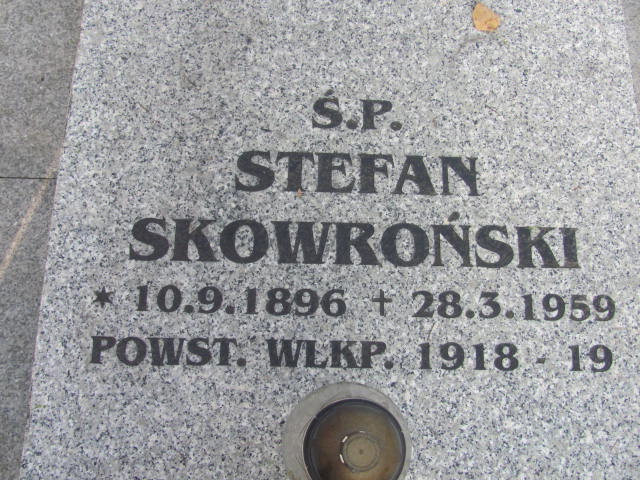 Ś.P.
STEFAN
SKOWROŃSKI
* 10.9.1896 + 28.3.1959
POWST. WLKP. 1918 - 19